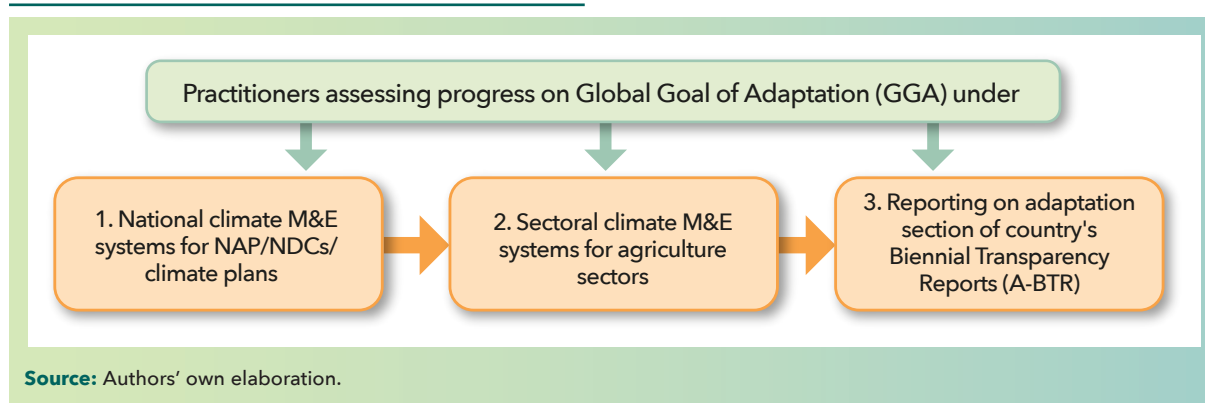 Practitioners assessing progress on Global Goal of Adaptation (GGA) under
1. National climate M&E
systems for NAP/NDCs/
climate plans
2. Sectoral climate M&E
systems for agriculture
sectors
3. Reporting on adaptation
section of country's
Biennial Transparency
Reports (A-BTR)
Source: Authors' own elaboration.